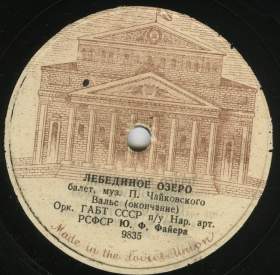 ЛЕБЕДИНОЕ ОЗЕРО
балет, муз. П. Чайковского
Вальс (окончание)
Орк. ГАБТ СССР п/у Нар. арт.
РСФСР Ю. Ф. Файера
9835
Made in the Soviet Union